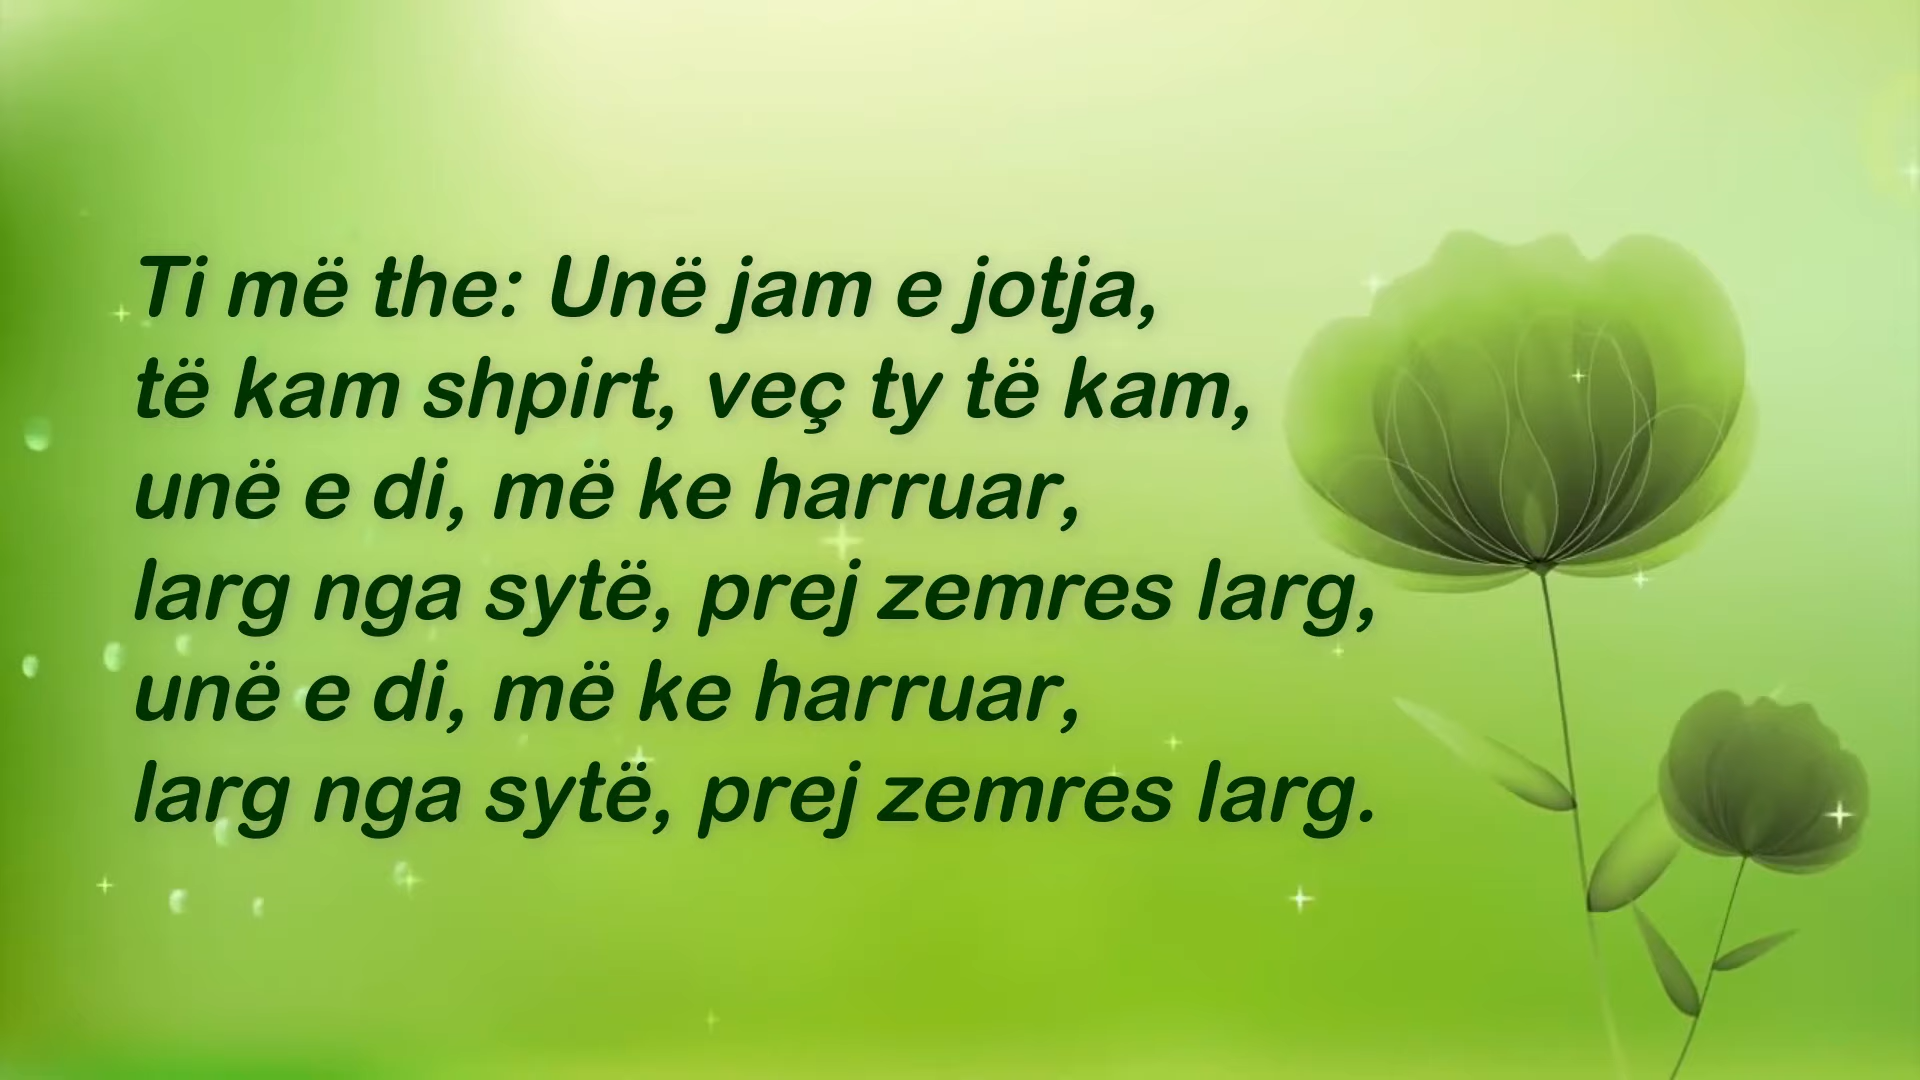 Ti më the: Unë jam e jotja,
të kam shpirt, veç ty të kam,
unë e di, më ke harruar,
larg nga sytë, prej zemres larg,
unë e di, më ke harruar,
larg nga sytë, prej zemres larg.